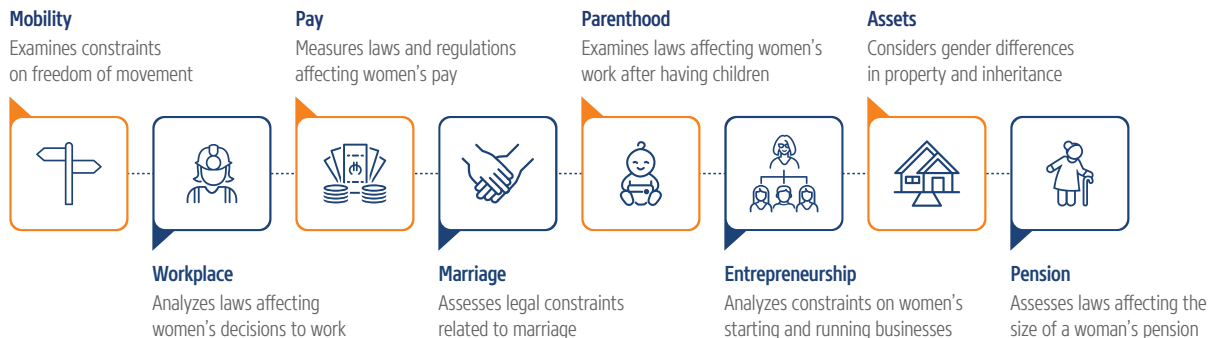 Mobility
Examines constraints
on freedom of movement
Pay
Measures laws and regulations
affecting women's pay
Parenthood
Examines laws affecting women's
work after having children
Assets
Considers gender differences
in property and inheritance
Workplace
Analyzes laws affecting
women's decisions to work
Marriage
Assesses legal constraints
related to marriage
Entrepreneurship
Analyzes constraints on women's
starting and running businesses
Pension
Assesses laws affecting the
size of a woman's pension